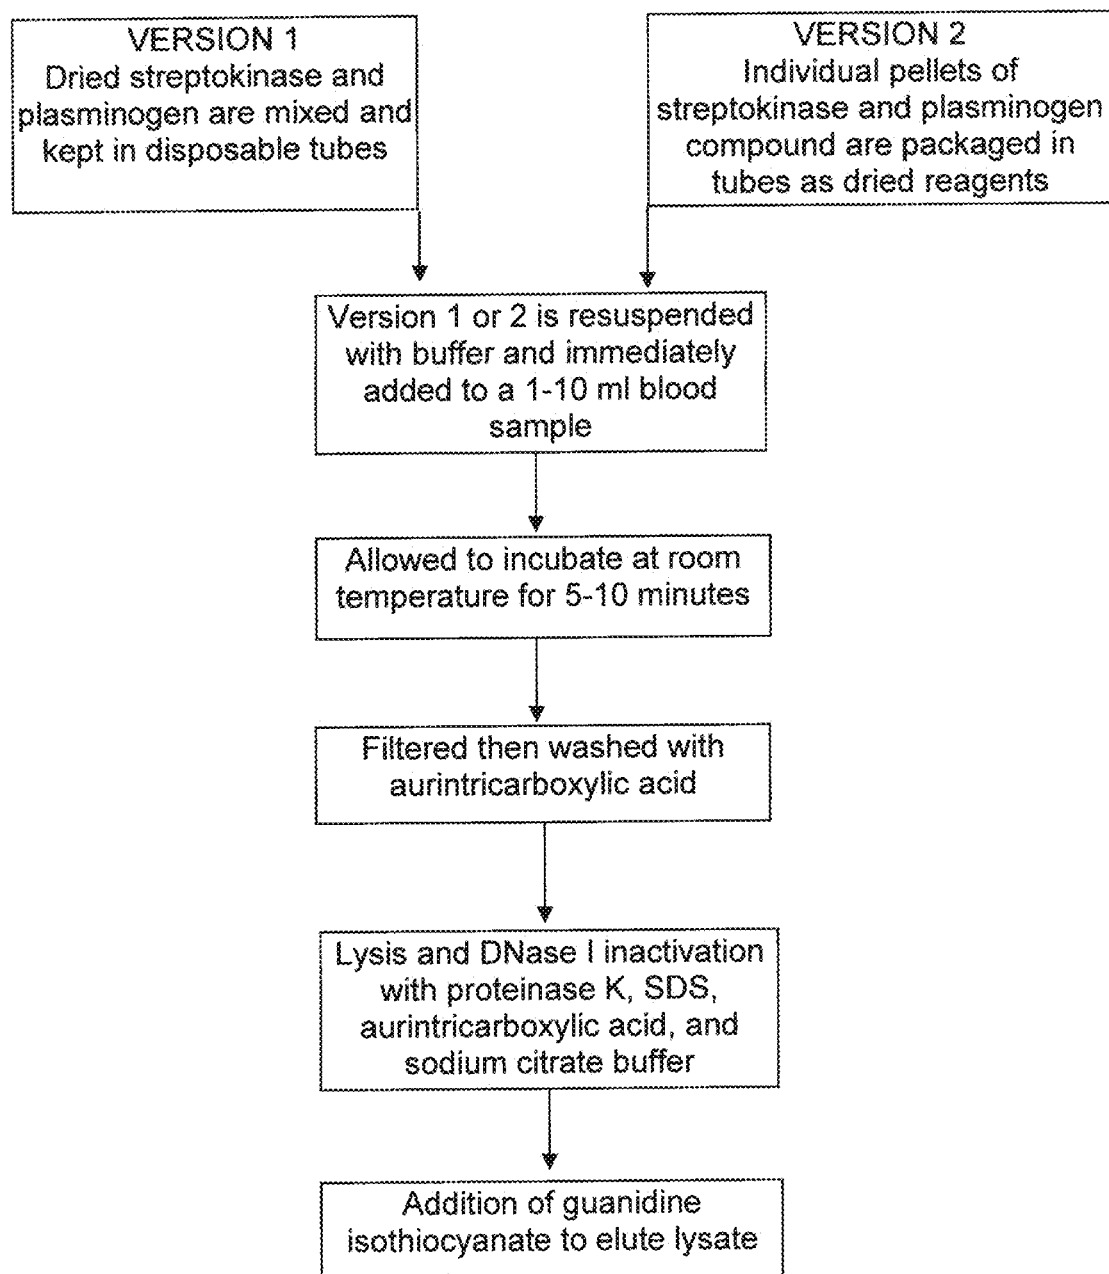 VERSION 1
Dried streptokinase and
plasminogen are mixed and
kept in disposable tubes
VERSION 2
Individual pellets of
streptokinase and plasminogen
compound are packaged in
tubes as dried reagents
Version 1 or 2 is resuspended
with buffer and immediately
added to a 1-10 ml blood
sample
Allowed to incubate at room
temperature for 5-10 minutes
Filtered then washed with
aurintricarboxylic acid
Lysis and DNase I inactivation
with proteinase K, SDS,
aurintricarboxylic acid, and
sodium citrate buffer
Addition of guanidine
isothiocyanate to elute lysate